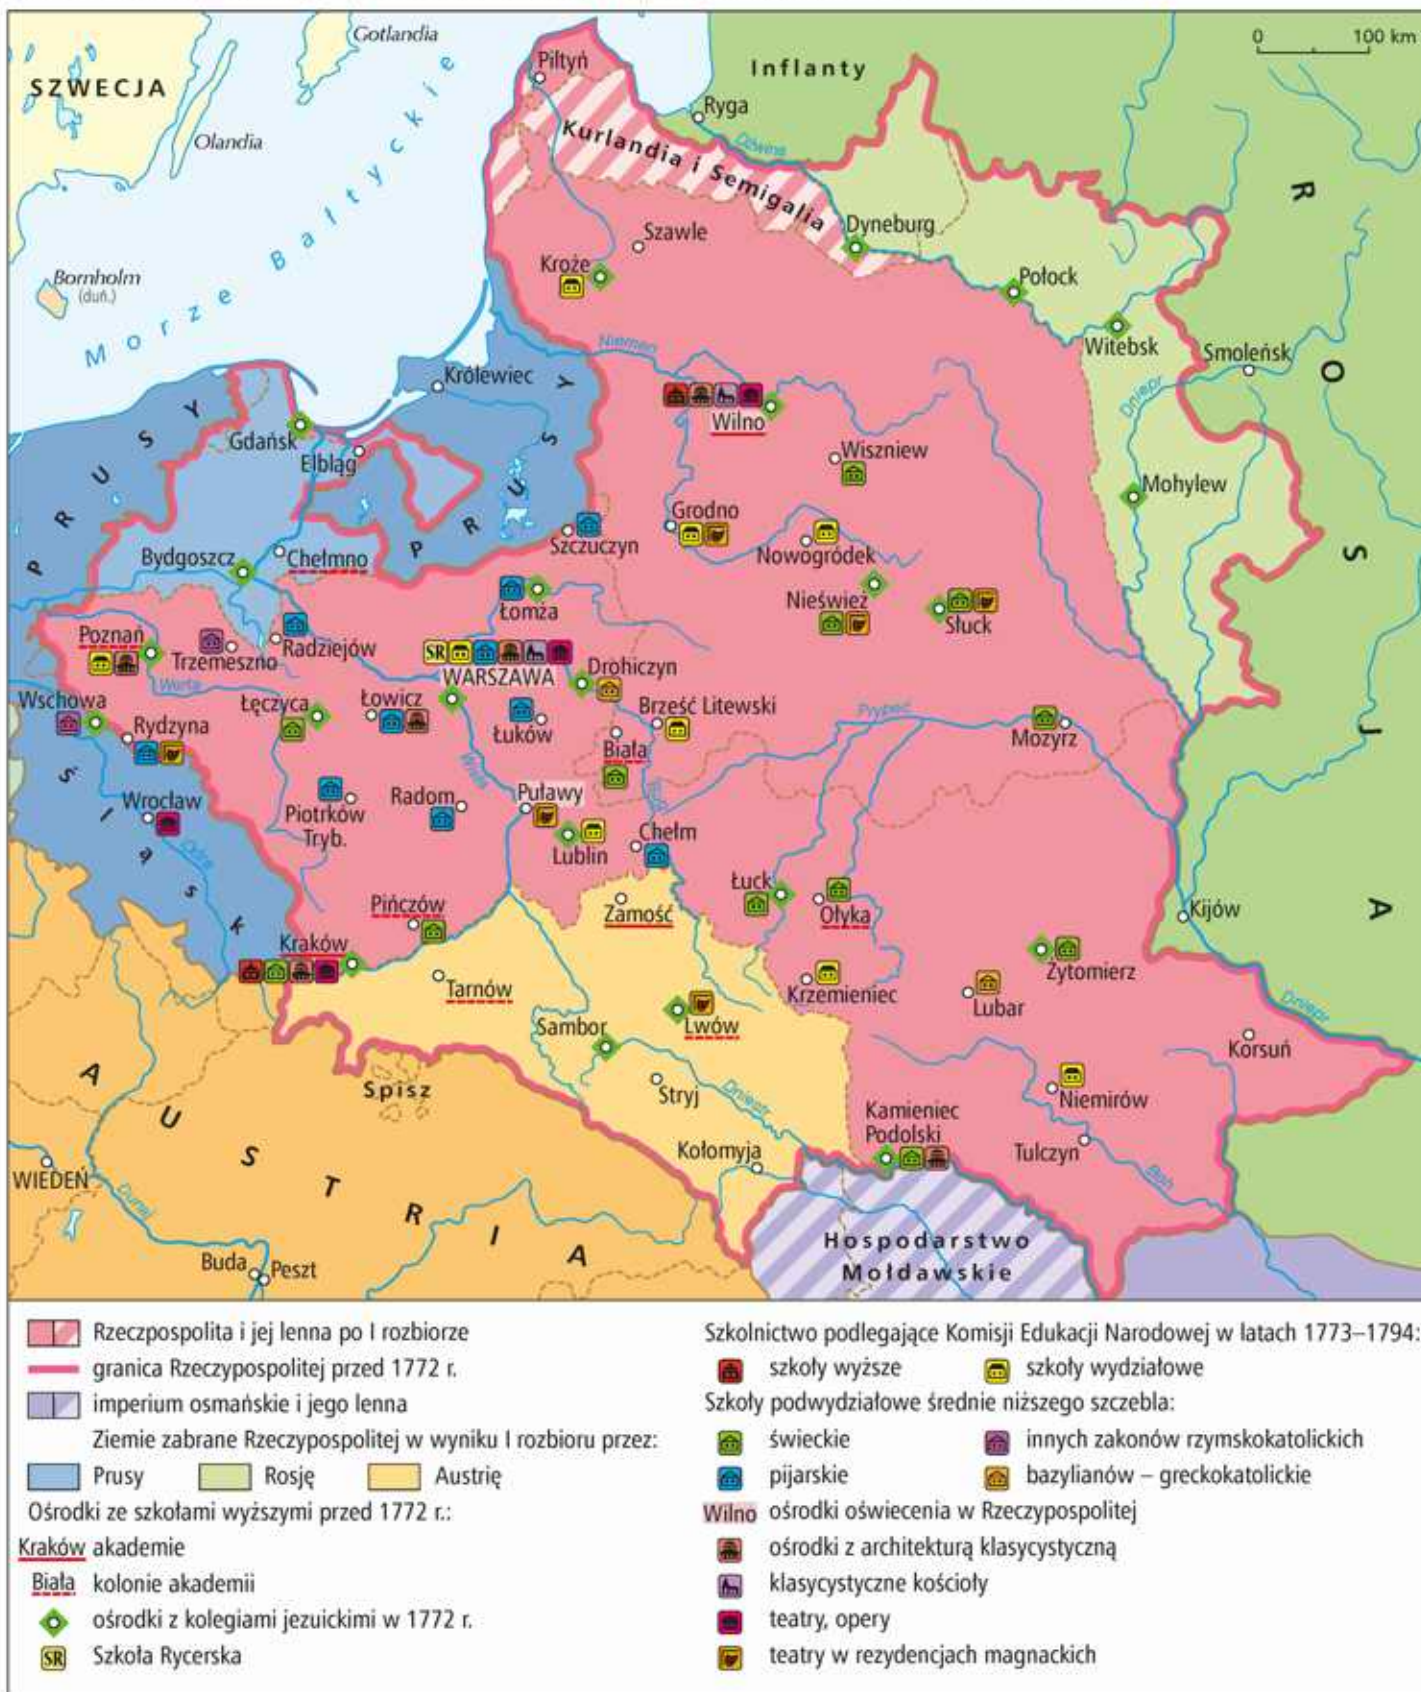 Gotlandia
SZWECJA
Olandia
Bornholm
(duń.)
Morze Bałtyckie
Piltyń
Inflanty
0 100 km
Ryga
Dźwina
Kurlandia i Semigalia
Szawle
Dyneburg
Kroże
Połock
Witebsk
Smoleńsk
ROSJA
Dniepr
Niemen
Królewiec
PRUSY
PRUSY
Gdańsk
Elbląg
Wilno
Wiszniew
Mohylew
Grodno
Szczuczyn
Nowogródek
Bydgoszcz
Chełmno
Łomża
Nieśwież
Słuck
Poznań
Trzemeszno
Radziejów
SR
WARSZAWA
Drohiczyn
Warta
Wschowa
Rydzyna
Łęczyca
Łowicz
Łuków
Brześć Litewski
Biała
Prypeć
Mozyrz
Śląsk
Wrocław
Odra
Piotrków
Tryb.
Radom
Wisła
Puławy
Lublin
Bug
Chełm
Łuck
Ołyka
Kijów
Pińczów
Zamość
Kraków
Tarnów
Krzemieniec
Żytomierz
Lubar
Dniepr
Korsuń
Lwów
Sambor
Stryj
Dniestr
Spisz
Niemirów
Kamieniec
Podolski
Tulczyn
Boh
Kołomyja
AUSTRIA
WIEDEŃ
Dunaj
Buda
Peszt
Hospodarstwo
Mołdawskie
Rzeczpospolita i jej lenna po I rozbiorze
granica Rzeczypospolitej przed 1772 r.
imperium osmańskie i jego lenna
Ziemie zabrane Rzeczypospolitej w wyniku I rozbioru przez:
Prusy Rosję Austrię
Ośrodki ze szkołami wyższymi przed 1772 r.:
Kraków akademie
Biała kolonie akademii
ośrodki z kolegiami jezuickimi w 1772 r.
SR Szkoła Rycerska
Szkolnictwo podlegające Komisji Edukacji Narodowej w latach 1773–1794:
szkoły wyższe szkoły wydziałowe
Szkoły podwydziałowe średnie niższego szczebla:
świeckie innych zakonów rzymskokatolickich
pijarskie bazylianów – greckokatolickie
Wilno ośrodki oświecenia w Rzeczypospolitej
ośrodki z architekturą klasycystyczną
klasycystyczne kościoły
teatry, opery
teatry w rezydencjach magnackich